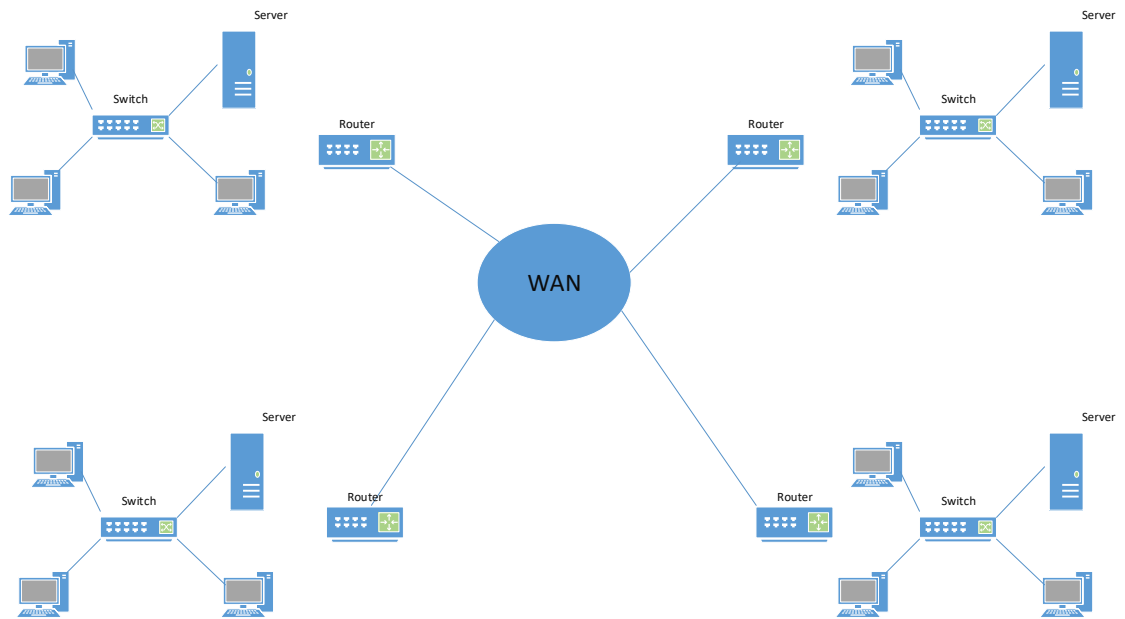 Server
Server
Switch
Switch
Router
Router
WAN
Server
Server
Switch
Router
Router
Switch